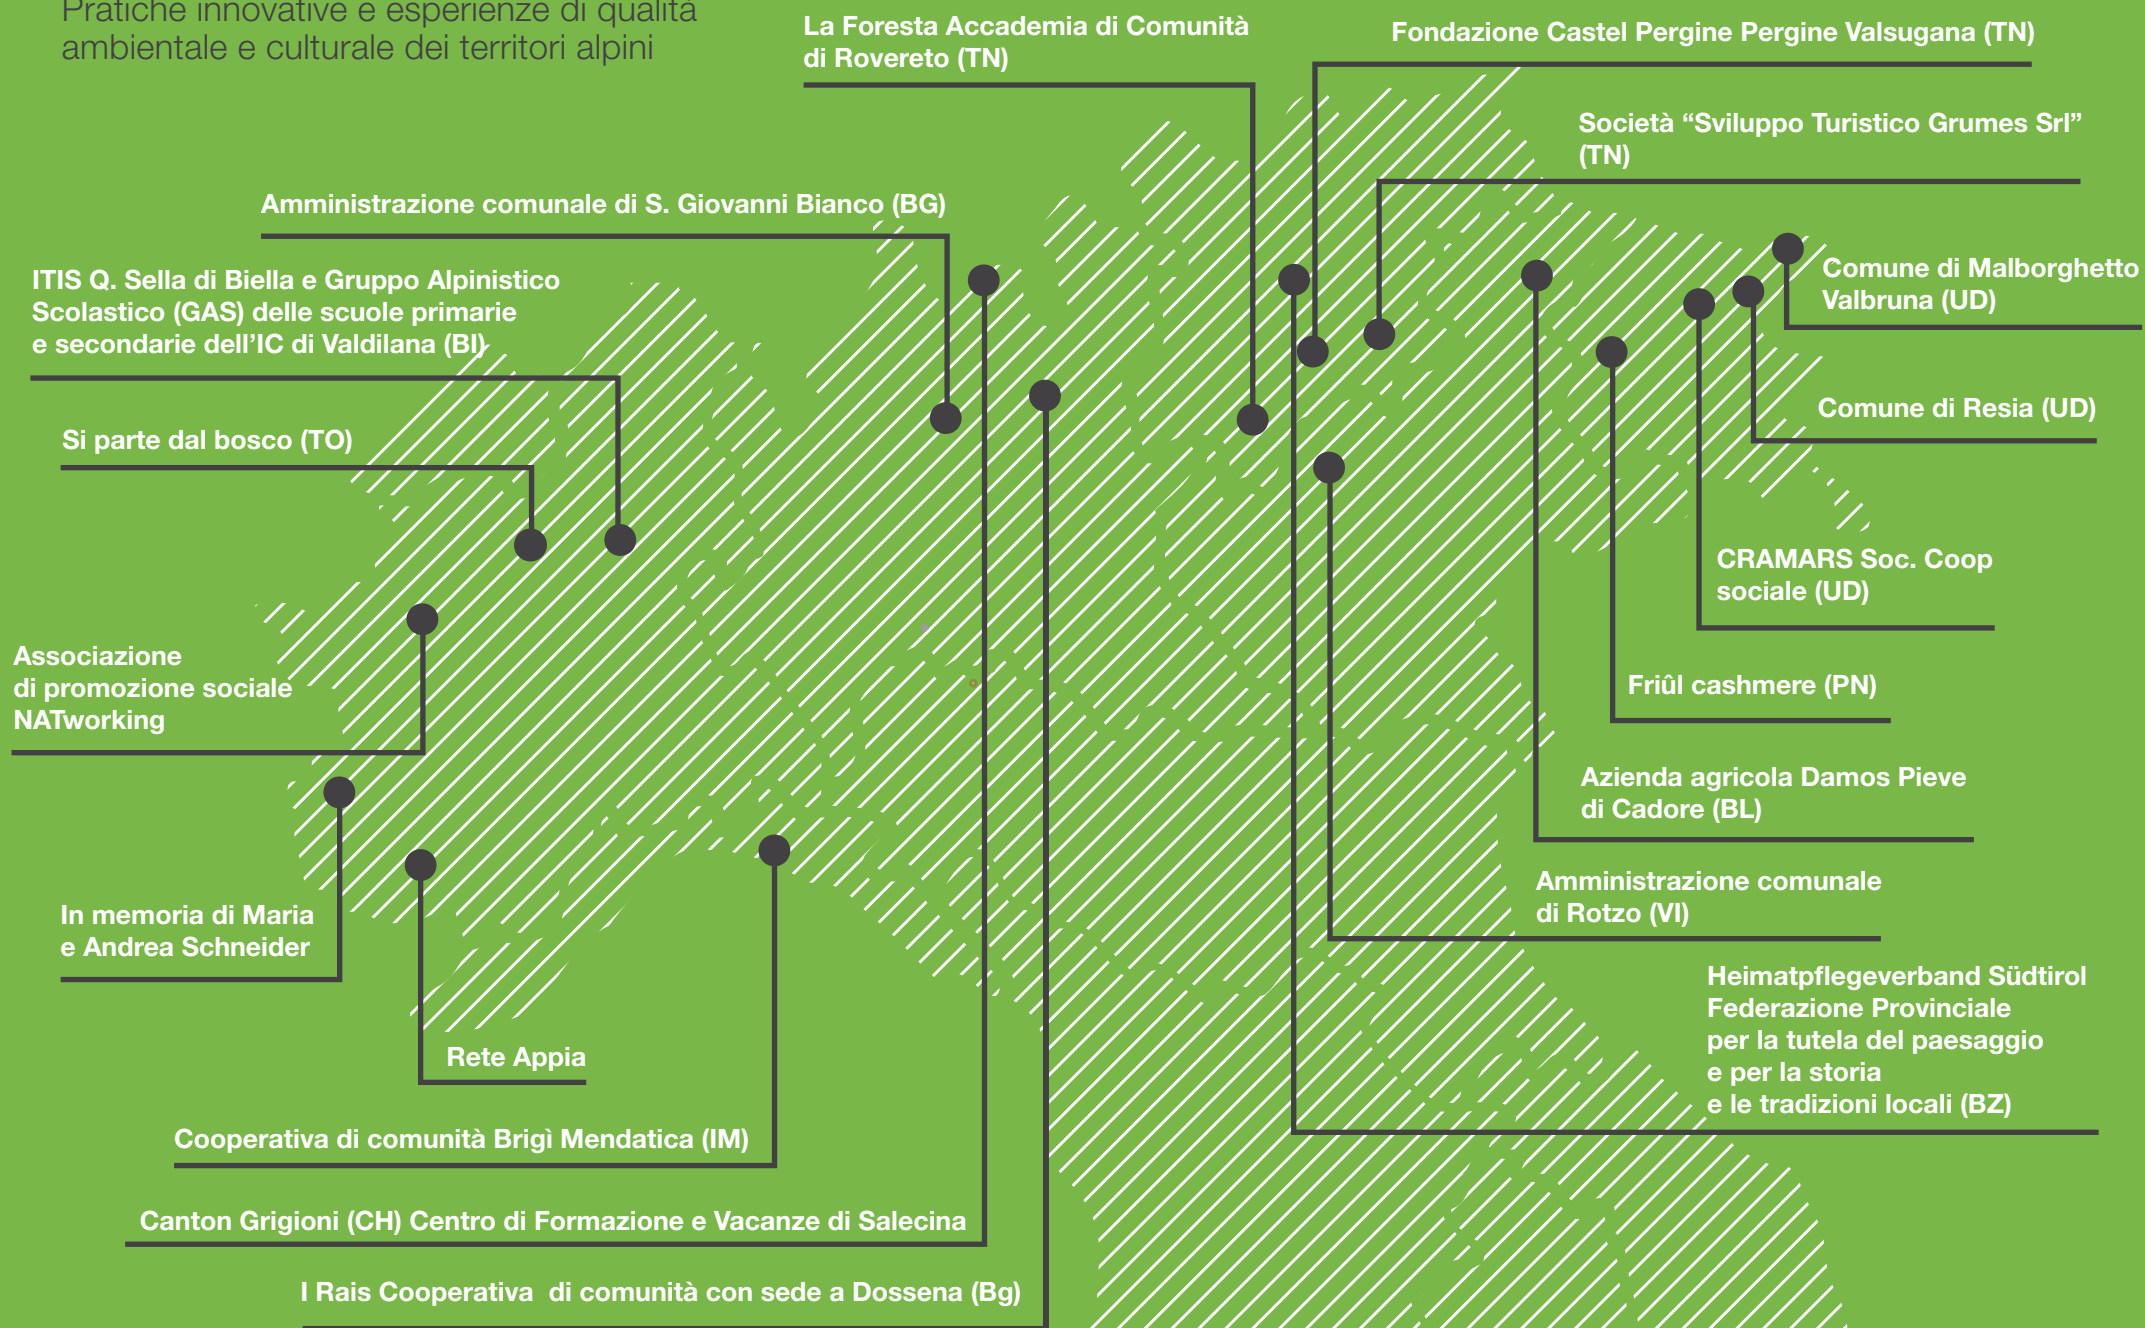 Pratiche innovative e esperienze di qualità
ambientale e culturale dei territori alpini
La Foresta Accademia di Comunità
di Rovereto (TN)
Fondazione Castel Pergine Pergine Valsugana (TN)
Società “Sviluppo Turistico Grumes Srl”
(TN)
Amministrazione comunale di S. Giovanni Bianco (BG)
ITIS Q. Sella di Biella e Gruppo Alpinistico
Scolastico (GAS) delle scuole primarie
e secondarie dell’IC di Valdilana (BI)
Comune di Malborghetto
Valbruna (UD)
Si parte dal bosco (TO)
Comune di Resia (UD)
CRAMARS Soc. Coop
sociale (UD)
Associazione
di promozione sociale
NATworking
Friûl cashmere (PN)
Azienda agricola Damos Pieve
di Cadore (BL)
In memoria di Maria
e Andrea Schneider
Amministrazione comunale
di Rotzo (VI)
Heimatpflegeverband Südtirol
Federazione Provinciale
per la tutela del paesaggio
e per la storia
e le tradizioni locali (BZ)
Rete Appia
Cooperativa di comunità Brigì Mendatica (IM)
Canton Grigioni (CH) Centro di Formazione e Vacanze di Salecina
I Rais Cooperativa  di comunità con sede a Dossena (Bg)